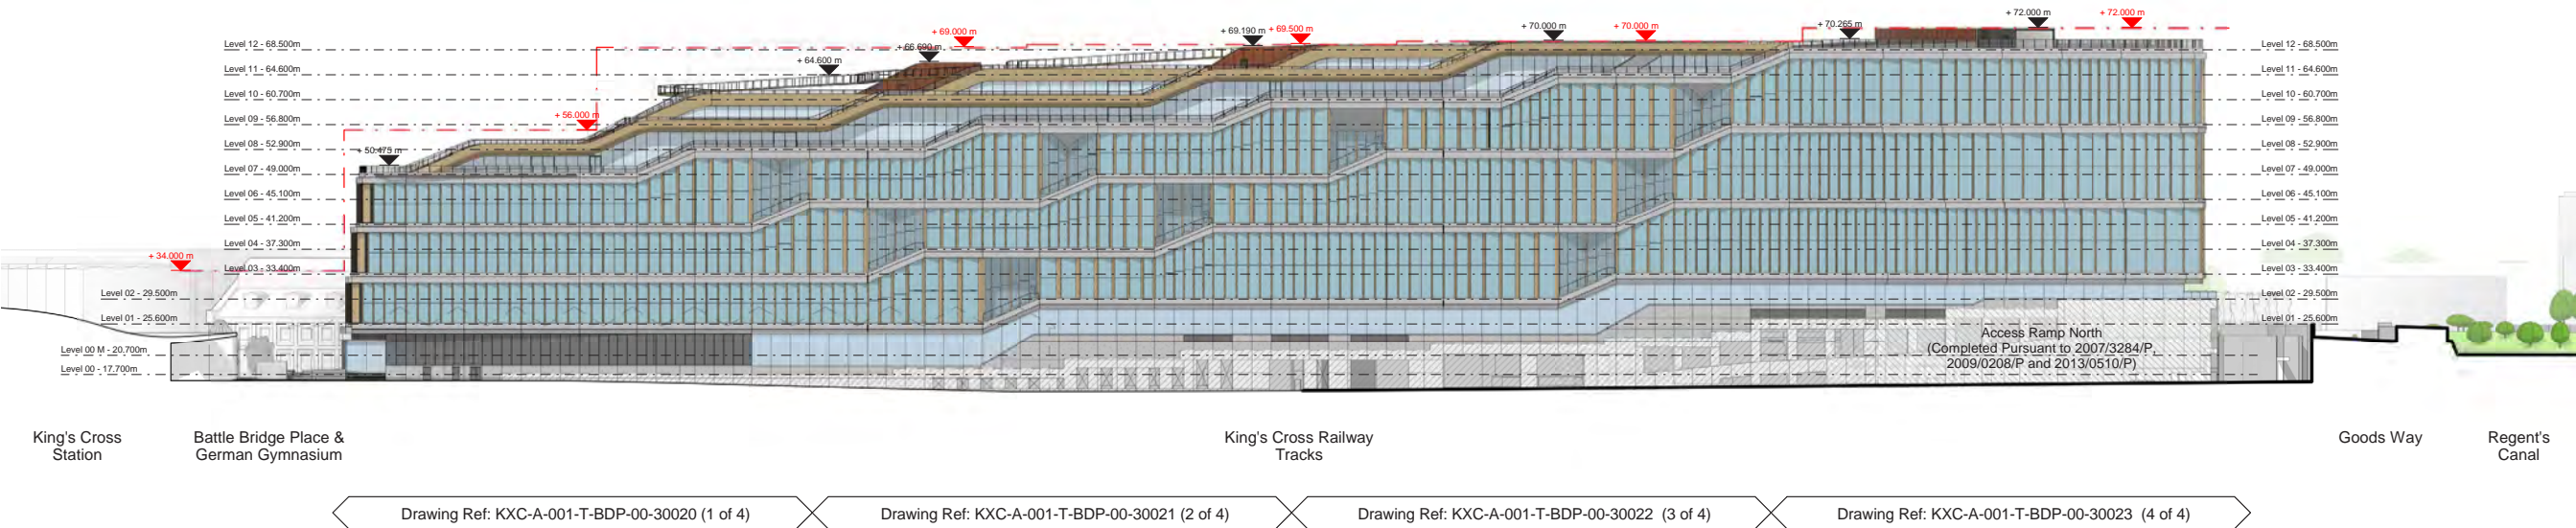 + 72.000 m
+ 72.000 m
+ 70.265 m
+ 70.000 m
+ 70.000 m
+ 69.190 m
+ 69.500 m
+ 69.000 m
+ 66.690 m
+ 64.600 m
+ 56.000 m
+ 50.475 m
+ 34.000 m
Level 12 - 68.500m
Level 11 - 64.600m
Level 10 - 60.700m
Level 09 - 56.800m
Level 08 - 52.900m
Level 07 - 49.000m
Level 06 - 45.100m
Level 05 - 41.200m
Level 04 - 37.300m
Level 03 - 33.400m
Level 02 - 29.500m
Level 01 - 25.600m
Level 00 M - 20.700m
Level 00 - 17.700m
Level 12 - 68.500m
Level 11 - 64.600m
Level 10 - 60.700m
Level 09 - 56.800m
Level 08 - 52.900m
Level 07 - 49.000m
Level 06 - 45.100m
Level 05 - 41.200m
Level 04 - 37.300m
Level 03 - 33.400m
Level 02 - 29.500m
Level 01 - 25.600m
Access Ramp North
(Completed Pursuant to 2007/3284/P,
2009/0208/P and 2013/0510/P)
King's Cross
Station
Battle Bridge Place &
German Gymnasium
King's Cross Railway
Tracks
Goods Way
Regent's
Canal
Drawing Ref: KXC-A-001-T-BDP-00-30020 (1 of 4)
Drawing Ref: KXC-A-001-T-BDP-00-30021 (2 of 4)
Drawing Ref: KXC-A-001-T-BDP-00-30022 (3 of 4)
Drawing Ref: KXC-A-001-T-BDP-00-30023 (4 of 4)